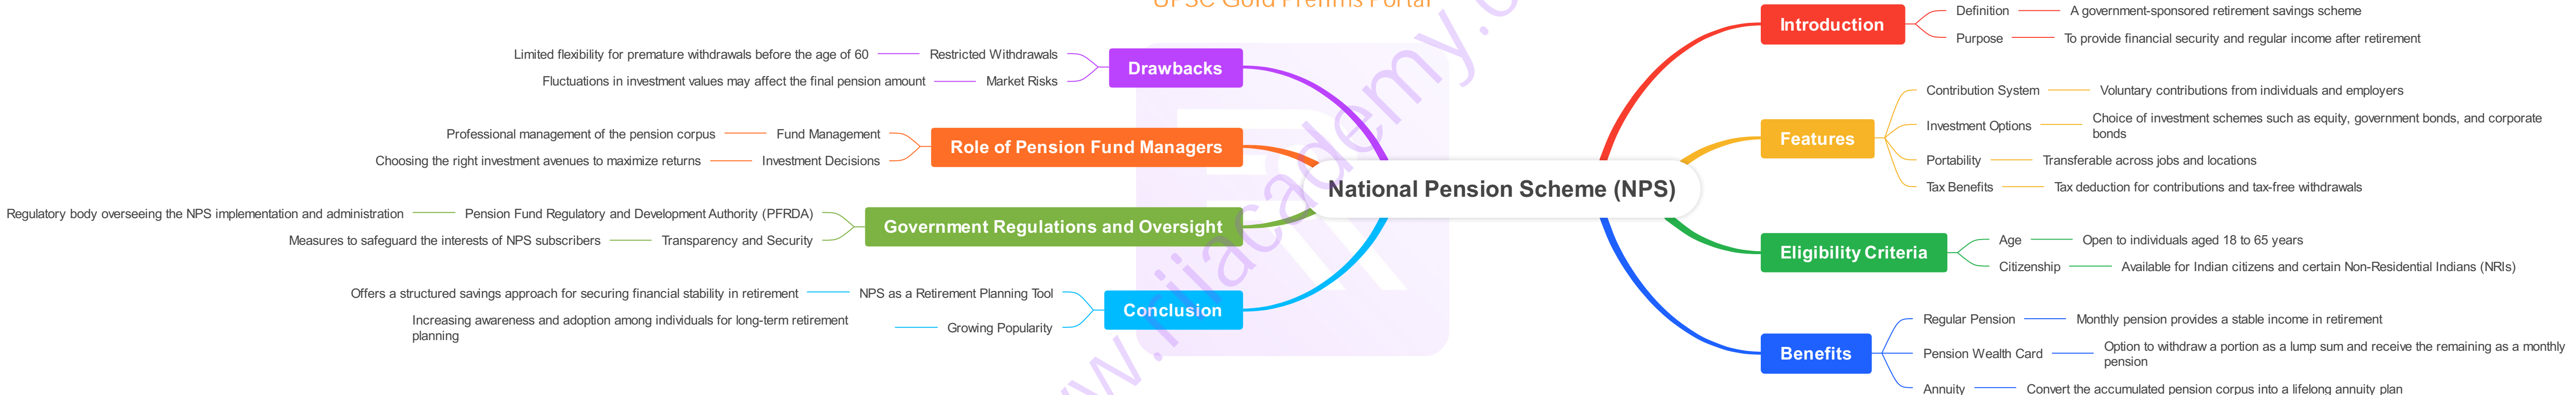 UPSC Gold Prelims Portal
National Pension Scheme (NPS)
Introduction
Definition
A government-sponsored retirement savings scheme
Purpose
To provide financial security and regular income after retirement
Features
Contribution System
Voluntary contributions from individuals and employers
Investment Options
Choice of investment schemes such as equity, government bonds, and corporate
bonds
Portability
Transferable across jobs and locations
Tax Benefits
Tax deduction for contributions and tax-free withdrawals
Eligibility Criteria
Age
Open to individuals aged 18 to 65 years
Citizenship
Available for Indian citizens and certain Non-Residential Indians (NRIs)
Benefits
Regular Pension
Monthly pension provides a stable income in retirement
Pension Wealth Card
Option to withdraw a portion as a lump sum and receive the remaining as a monthly
pension
Annuity
Convert the accumulated pension corpus into a lifelong annuity plan
Drawbacks
Restricted Withdrawals
Limited flexibility for premature withdrawals before the age of 60
Market Risks
Fluctuations in investment values may affect the final pension amount
Role of Pension Fund Managers
Fund Management
Professional management of the pension corpus
Investment Decisions
Choosing the right investment avenues to maximize returns
Government Regulations and Oversight
Pension Fund Regulatory and Development Authority (PFRDA)
Regulatory body overseeing the NPS implementation and administration
Transparency and Security
Measures to safeguard the interests of NPS subscribers
Conclusion
NPS as a Retirement Planning Tool
Offers a structured savings approach for securing financial stability in retirement
Growing Popularity
Increasing awareness and adoption among individuals for long-term retirement
planning